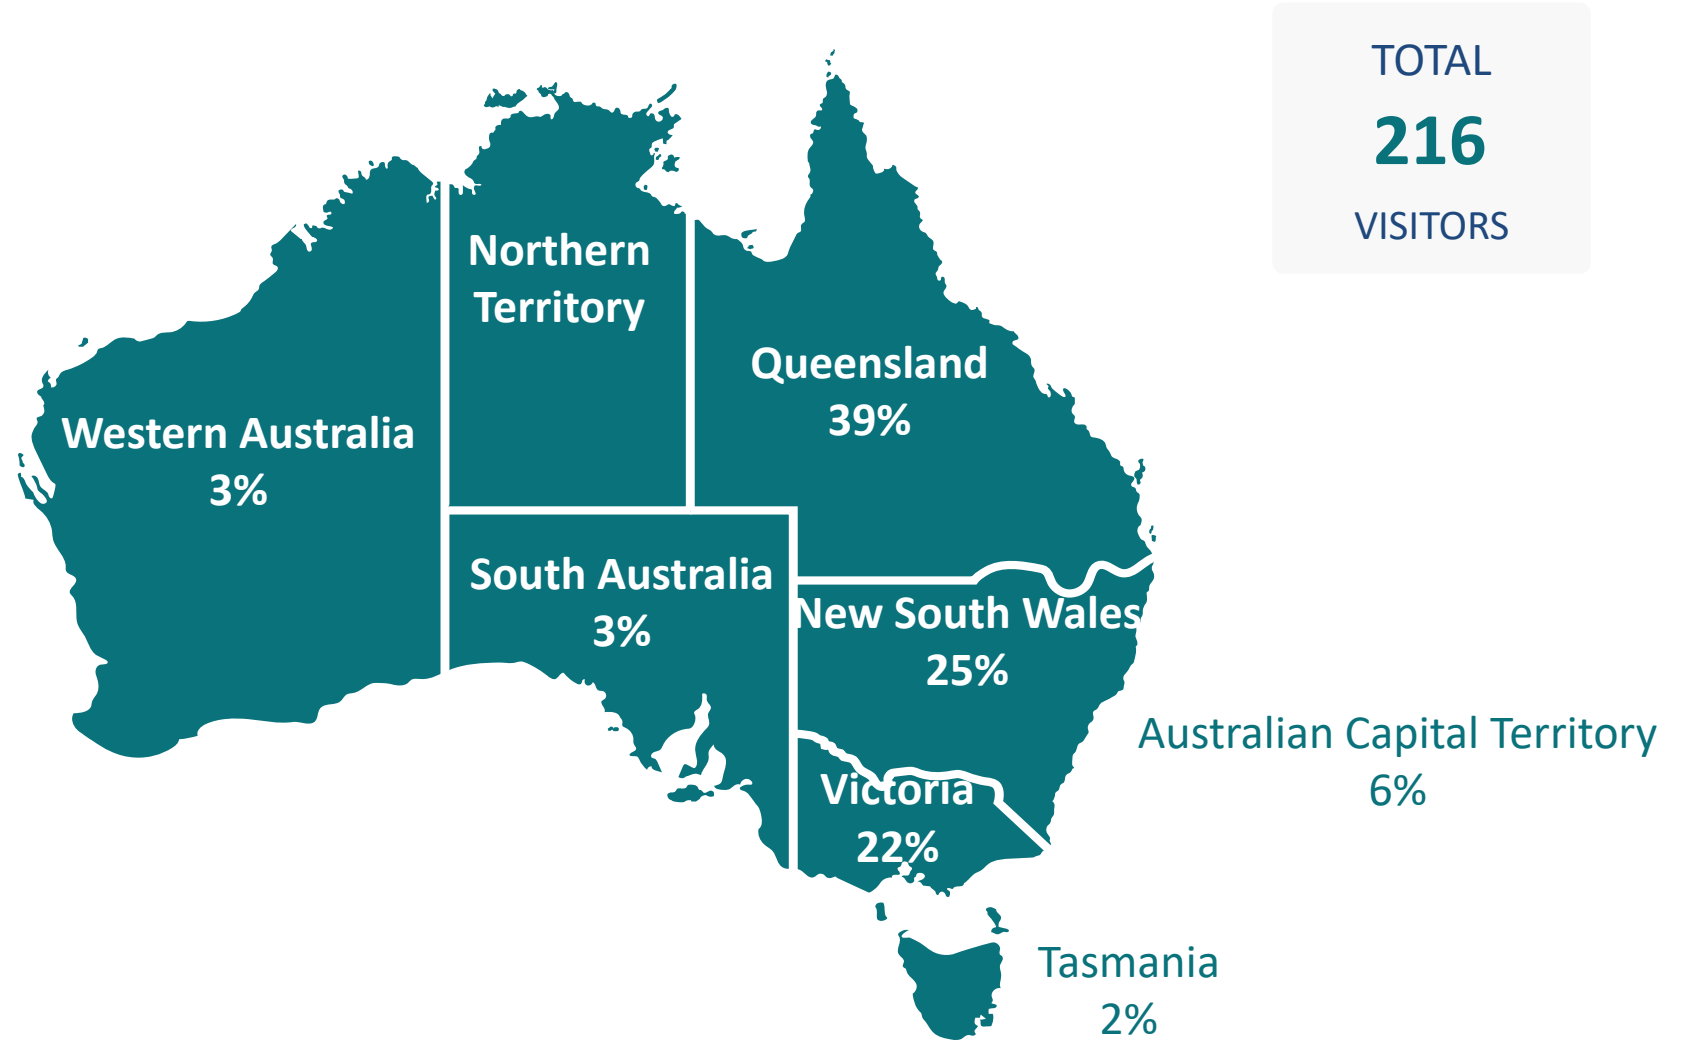 TOTAL
216
VISITORS
Northern
Territory
Queensland
39%
Western Australia
3%
South Australia
3%
New South Wales
25%
Australian Capital Territory
6%
Victoria
22%
Tasmania
2%